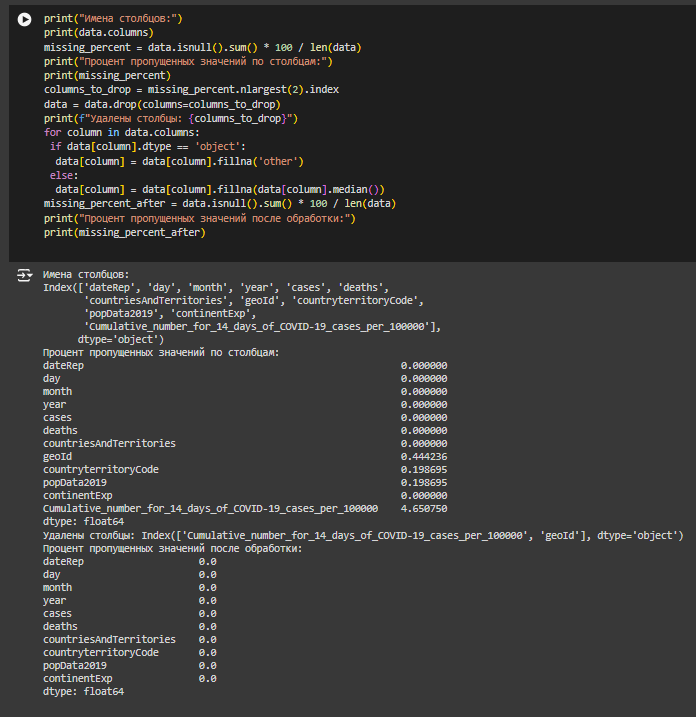 print("Имена столбцов:")
print(data.columns)
missing_percent = data.isnull().sum() * 100 / len(data)
print("Процент пропущенных значений по столбцам:")
print(missing_percent)
columns_to_drop = missing_percent.nlargest(2).index
data = data.drop(columns=columns_to_drop)
print(f"Удалены столбцы: {columns_to_drop}")
for column in data.columns:
 if data[column].dtype == 'object':
  data[column] = data[column].fillna('other')
 else:
  data[column] = data[column].fillna(data[column].median())
missing_percent_after = data.isnull().sum() * 100 / len(data)
print("Процент пропущенных значений после обработки:")
print(missing_percent_after)
Имена столбцов:
Index(['dateRep', 'day', 'month', 'year', 'cases', 'deaths',
       'countriesAndTerritories', 'geoId', 'countryterritoryCode',
       'popData2019', 'continentExp',
       'Cumulative_number_for_14_days_of_COVID-19_cases_per_100000'],
      dtype='object')
Процент пропущенных значений по столбцам:
dateRep 0.000000
day 0.000000
month 0.000000
year 0.000000
cases 0.000000
deaths 0.000000
countriesAndTerritories 0.000000
geoId 0.444236
countryterritoryCode 0.198695
popData2019 0.198695
continentExp 0.000000
Cumulative_number_for_14_days_of_COVID-19_cases_per_100000 4.650750
dtype: float64
Удалены столбцы: Index(['Cumulative_number_for_14_days_of_COVID-19_cases_per_100000', 'geoId'], dtype='object')
Процент пропущенных значений после обработки:
dateRep 0.0
day 0.0
month 0.0
year 0.0
cases 0.0
deaths 0.0
countriesAndTerritories 0.0
countryterritoryCode 0.0
popData2019 0.0
continentExp 0.0
dtype: float64